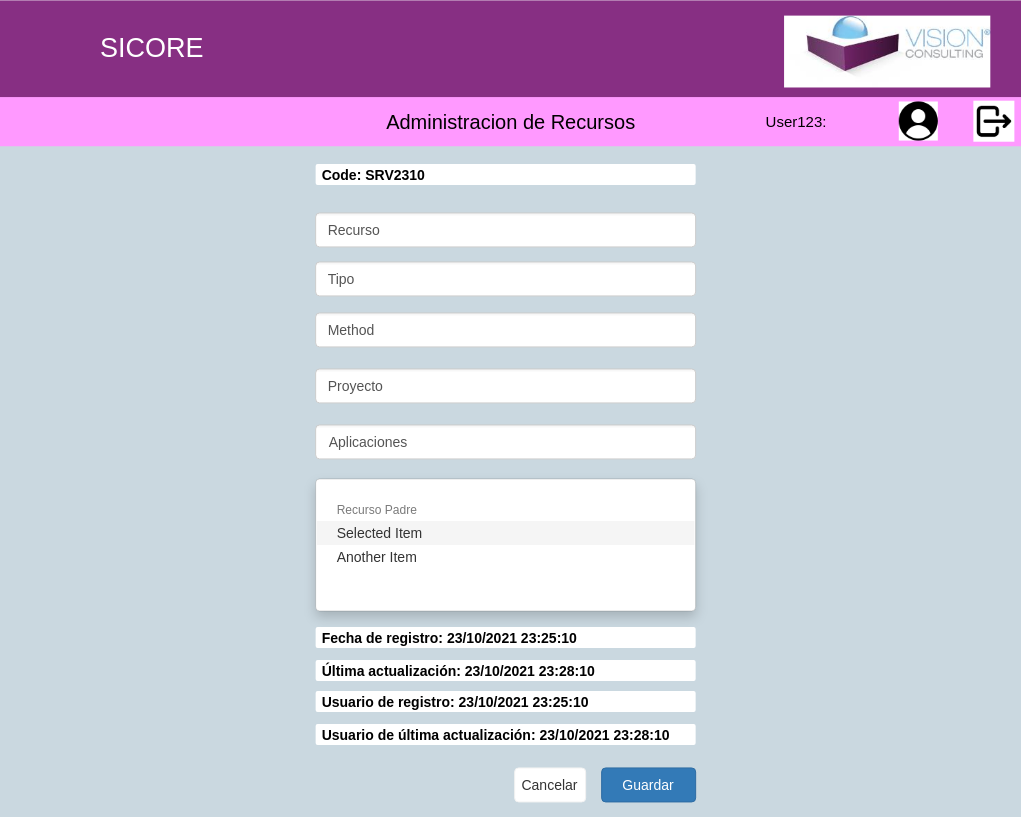 SICORE
VISION®
CONSULTING
Administracion de Recursos
User123:
Code: SRV2310
Recurso
Tipo
Method
Proyecto
Aplicaciones
Recurso Padre
Selected Item
Another Item
Fecha de registro: 23/10/2021 23:25:10
Última actualización: 23/10/2021 23:28:10
Usuario de registro: 23/10/2021 23:25:10
Usuario de última actualización: 23/10/2021 23:28:10
Cancelar
Guardar